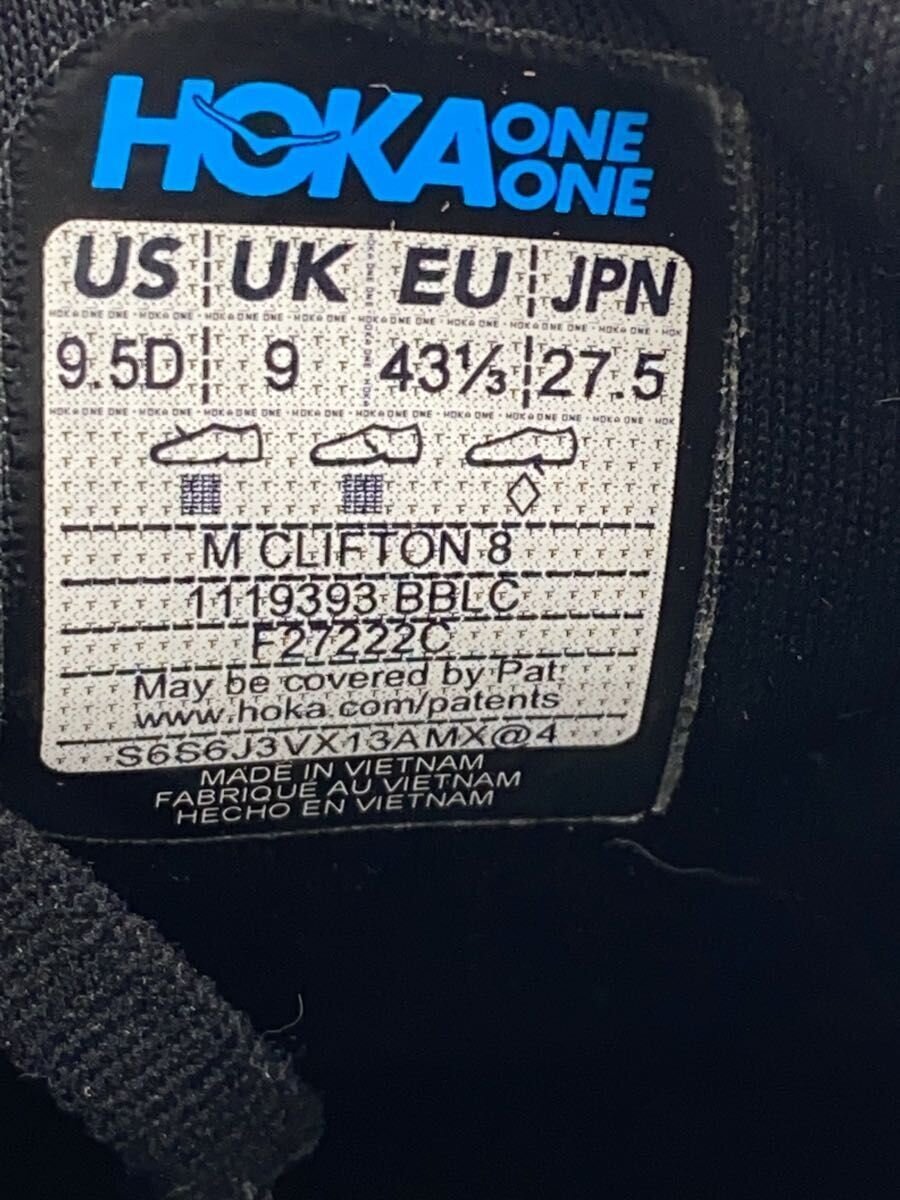 HOKA ONE ONE
US UK EU JPN
9.5D 9 43⅓ 27.5
M CLIFTON 8
1119393 BBLC
F27222C
May be covered by Pat.
www.hoka.com/patents
S6S6J3VX13AMX@4
MADE IN VIETNAM
FABRIQUÉ AU VIETNAM
HECHO EN VIETNAM